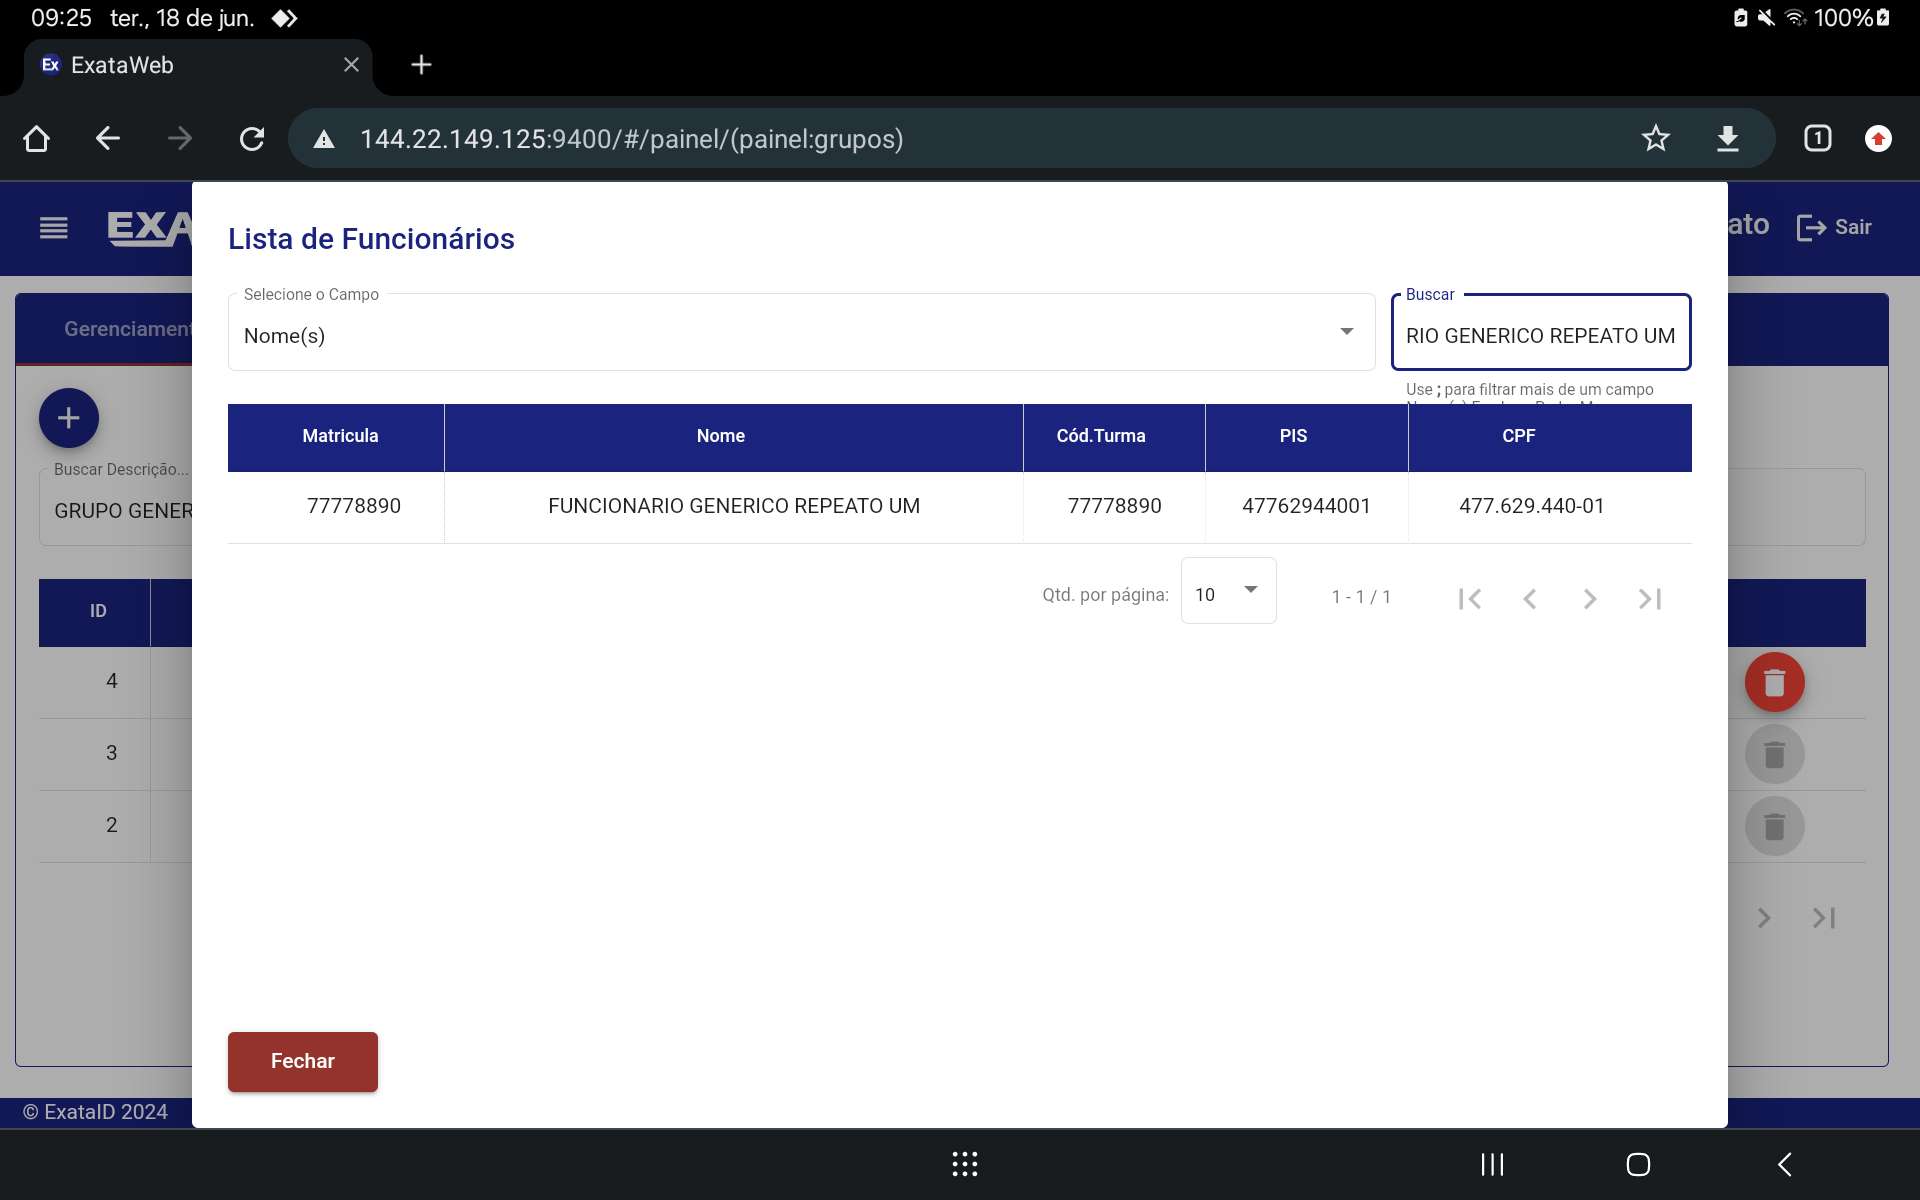 09:25 ter., 18 de jun.
100%
Ex ExataWeb
144.22.149.125:9400/#/painel/(painel:grupos)
1
EXA
ato
Sair
Lista de Funcionários
Selecione o Campo
Nome(s)
Buscar
RIO GENERICO REPEATO UM
Use ; para filtrar mais de um campo
Gerenciament
Buscar Descrição...
GRUPO GENER
Matricula Nome Cód.Turma PIS CPF
77778890 FUNCIONARIO GENERICO REPEATO UM 77778890 47762944001 477.629.440-01
Qtd. por página: 10 1 - 1 / 1
ID
4
3
2
Fechar
© ExataID 2024